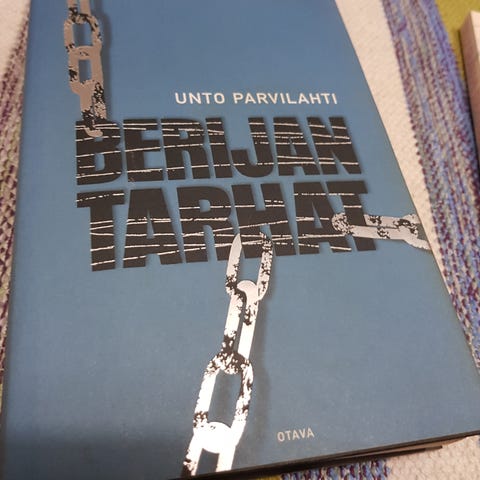 UNTO PARVILAHTI
BERIJAN
TARHAT
OTAVA